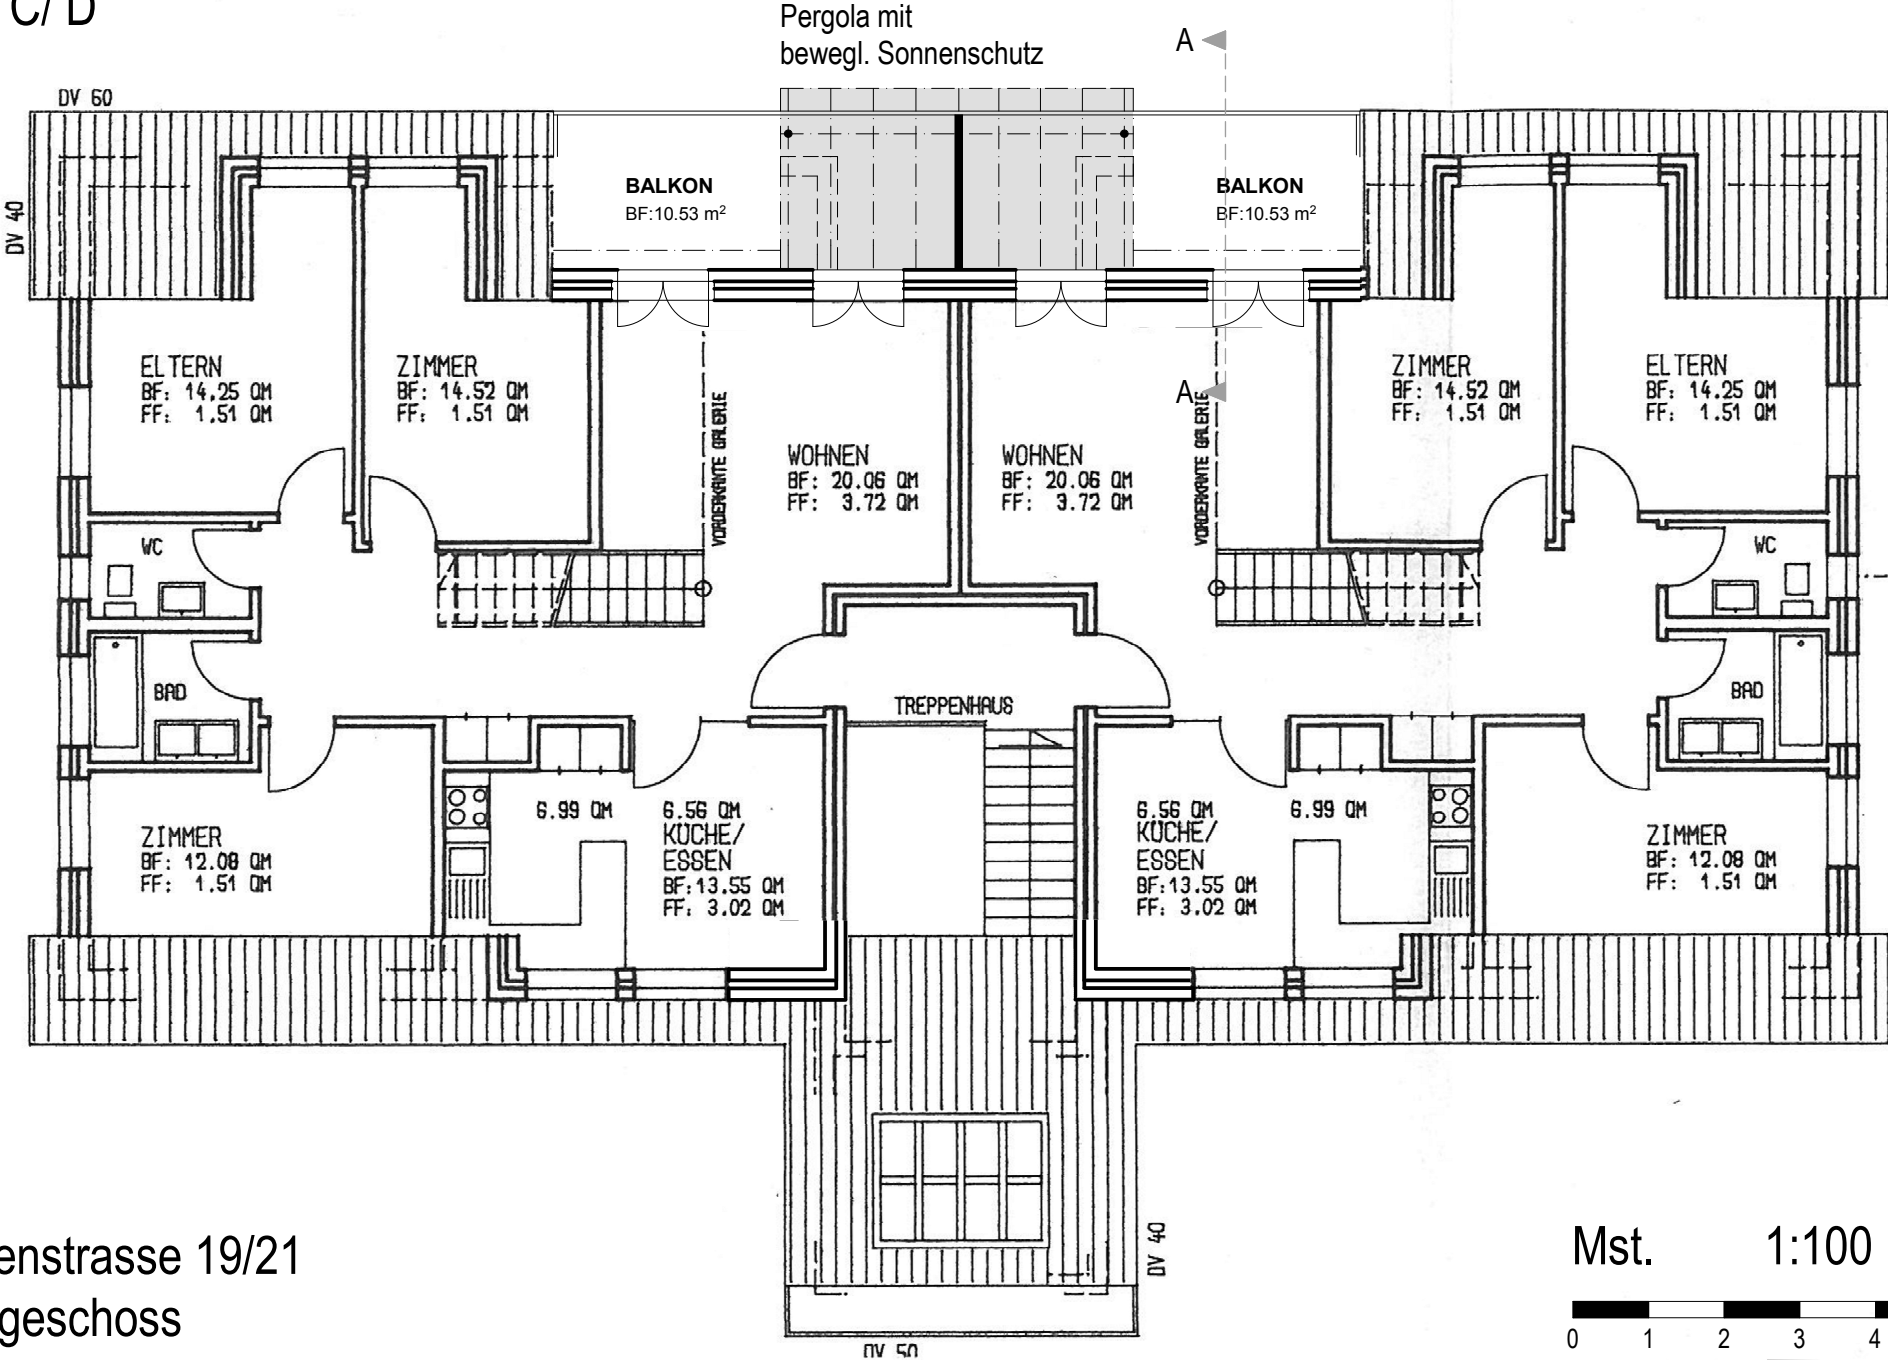 C/ D
Pergola mit
bewegl. Sonnenschutz
A
DV 60
DV 40
BALKON
BF:10.53 m²
BALKON
BF:10.53 m²
ELTERN
BF: 14.25 QM
FF: 1.51 QM
ZIMMER
BF: 14.52 QM
FF: 1.51 QM
VORDERKANTE GALERIE
WOHNEN
BF: 20.06 QM
FF: 3.72 QM
WOHNEN
BF: 20.06 QM
FF: 3.72 QM
A
VORDERKANTE GALERIE
ZIMMER
BF: 14.52 QM
FF: 1.51 QM
ELTERN
BF: 14.25 QM
FF: 1.51 QM
WC
WC
BAD
TREPPENHAUS
BAD
ZIMMER
BF: 12.08 QM
FF: 1.51 QM
6.99 QM
6.56 QM
KÜCHE/
ESSEN
BF:13.55 QM
FF: 3.02 QM
6.56 QM
KÜCHE/
ESSEN
BF:13.55 QM
FF: 3.02 QM
6.99 QM
ZIMMER
BF: 12.08 QM
FF: 1.51 QM
DV 40
DV 50
enstrasse 19/21
geschoss
Mst. 1:100
0 1 2 3 4